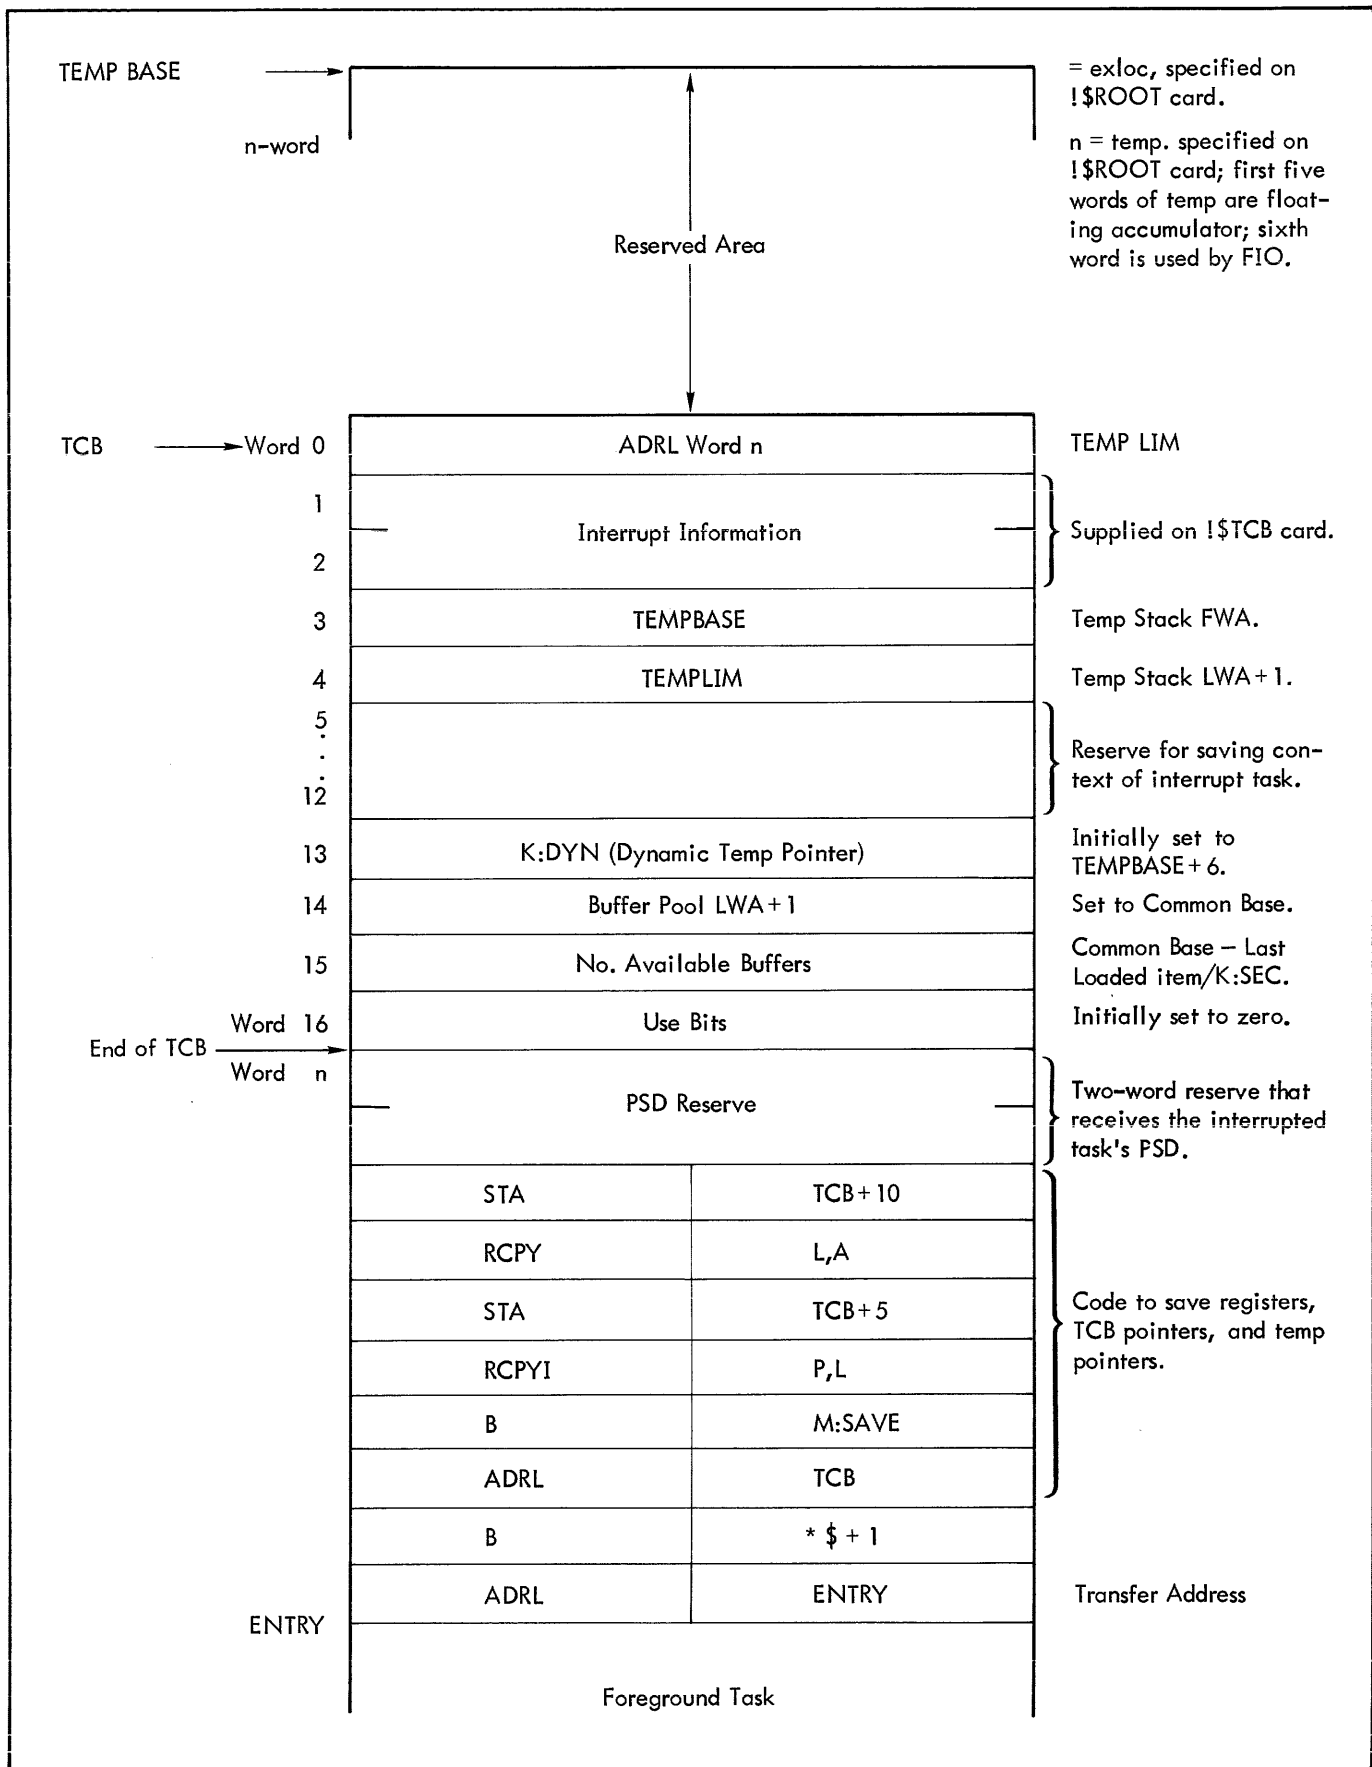 TEMP BASE
= exloc, specified on
!$ROOT card.
n-word
n = temp. specified on
!$ROOT card; first five
words of temp are float-
ing accumulator; sixth
word is used by FIO.
Reserved Area
TCB Word 0 ADRL Word n TEMP LIM
1
Interrupt Information Supplied on !$TCB card.
2
3 TEMPBASE Temp Stack FWA.
4 TEMPLIM Temp Stack LWA+1.
5
.
.
.
12
Reserve for saving con-
text of interrupt task.
13 K:DYN (Dynamic Temp Pointer)
Initially set to
TEMPBASE+6.
14 Buffer Pool LWA+1 Set to Common Base.
15 No. Available Buffers
Common Base – Last
Loaded item/K:SEC.
Word 16 Use Bits Initially set to zero.
End of TCB
Word n
PSD Reserve
Two-word reserve that
receives the interrupted
task's PSD.
STA TCB+10
RCPY L,A
STA TCB+5
RCPYI P,L
B M:SAVE
ADRL TCB
Code to save registers,
TCB pointers, and temp
pointers.
B * $ + 1
ADRL ENTRY Transfer Address
ENTRY
Foreground Task